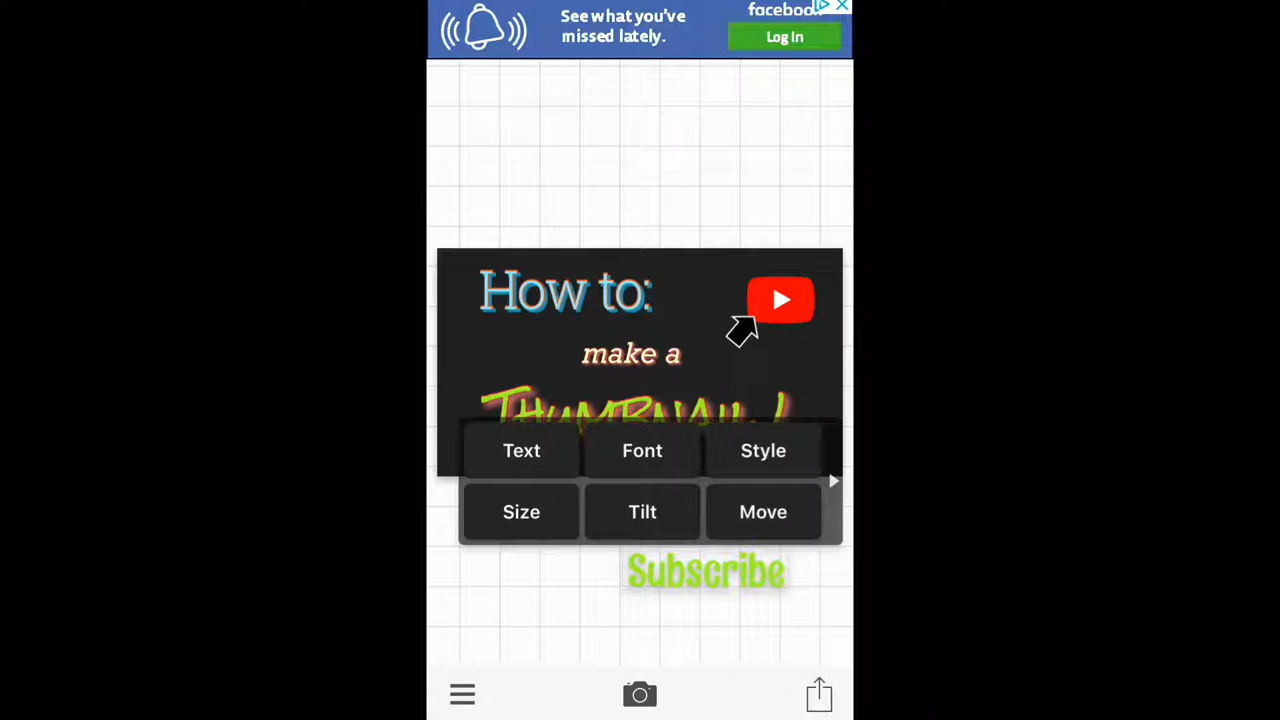 See what you've
missed lately.
facebook
Log In
How to:
make a
THUMBNAIL!
Text Font Style
Size Tilt Move
Subscribe